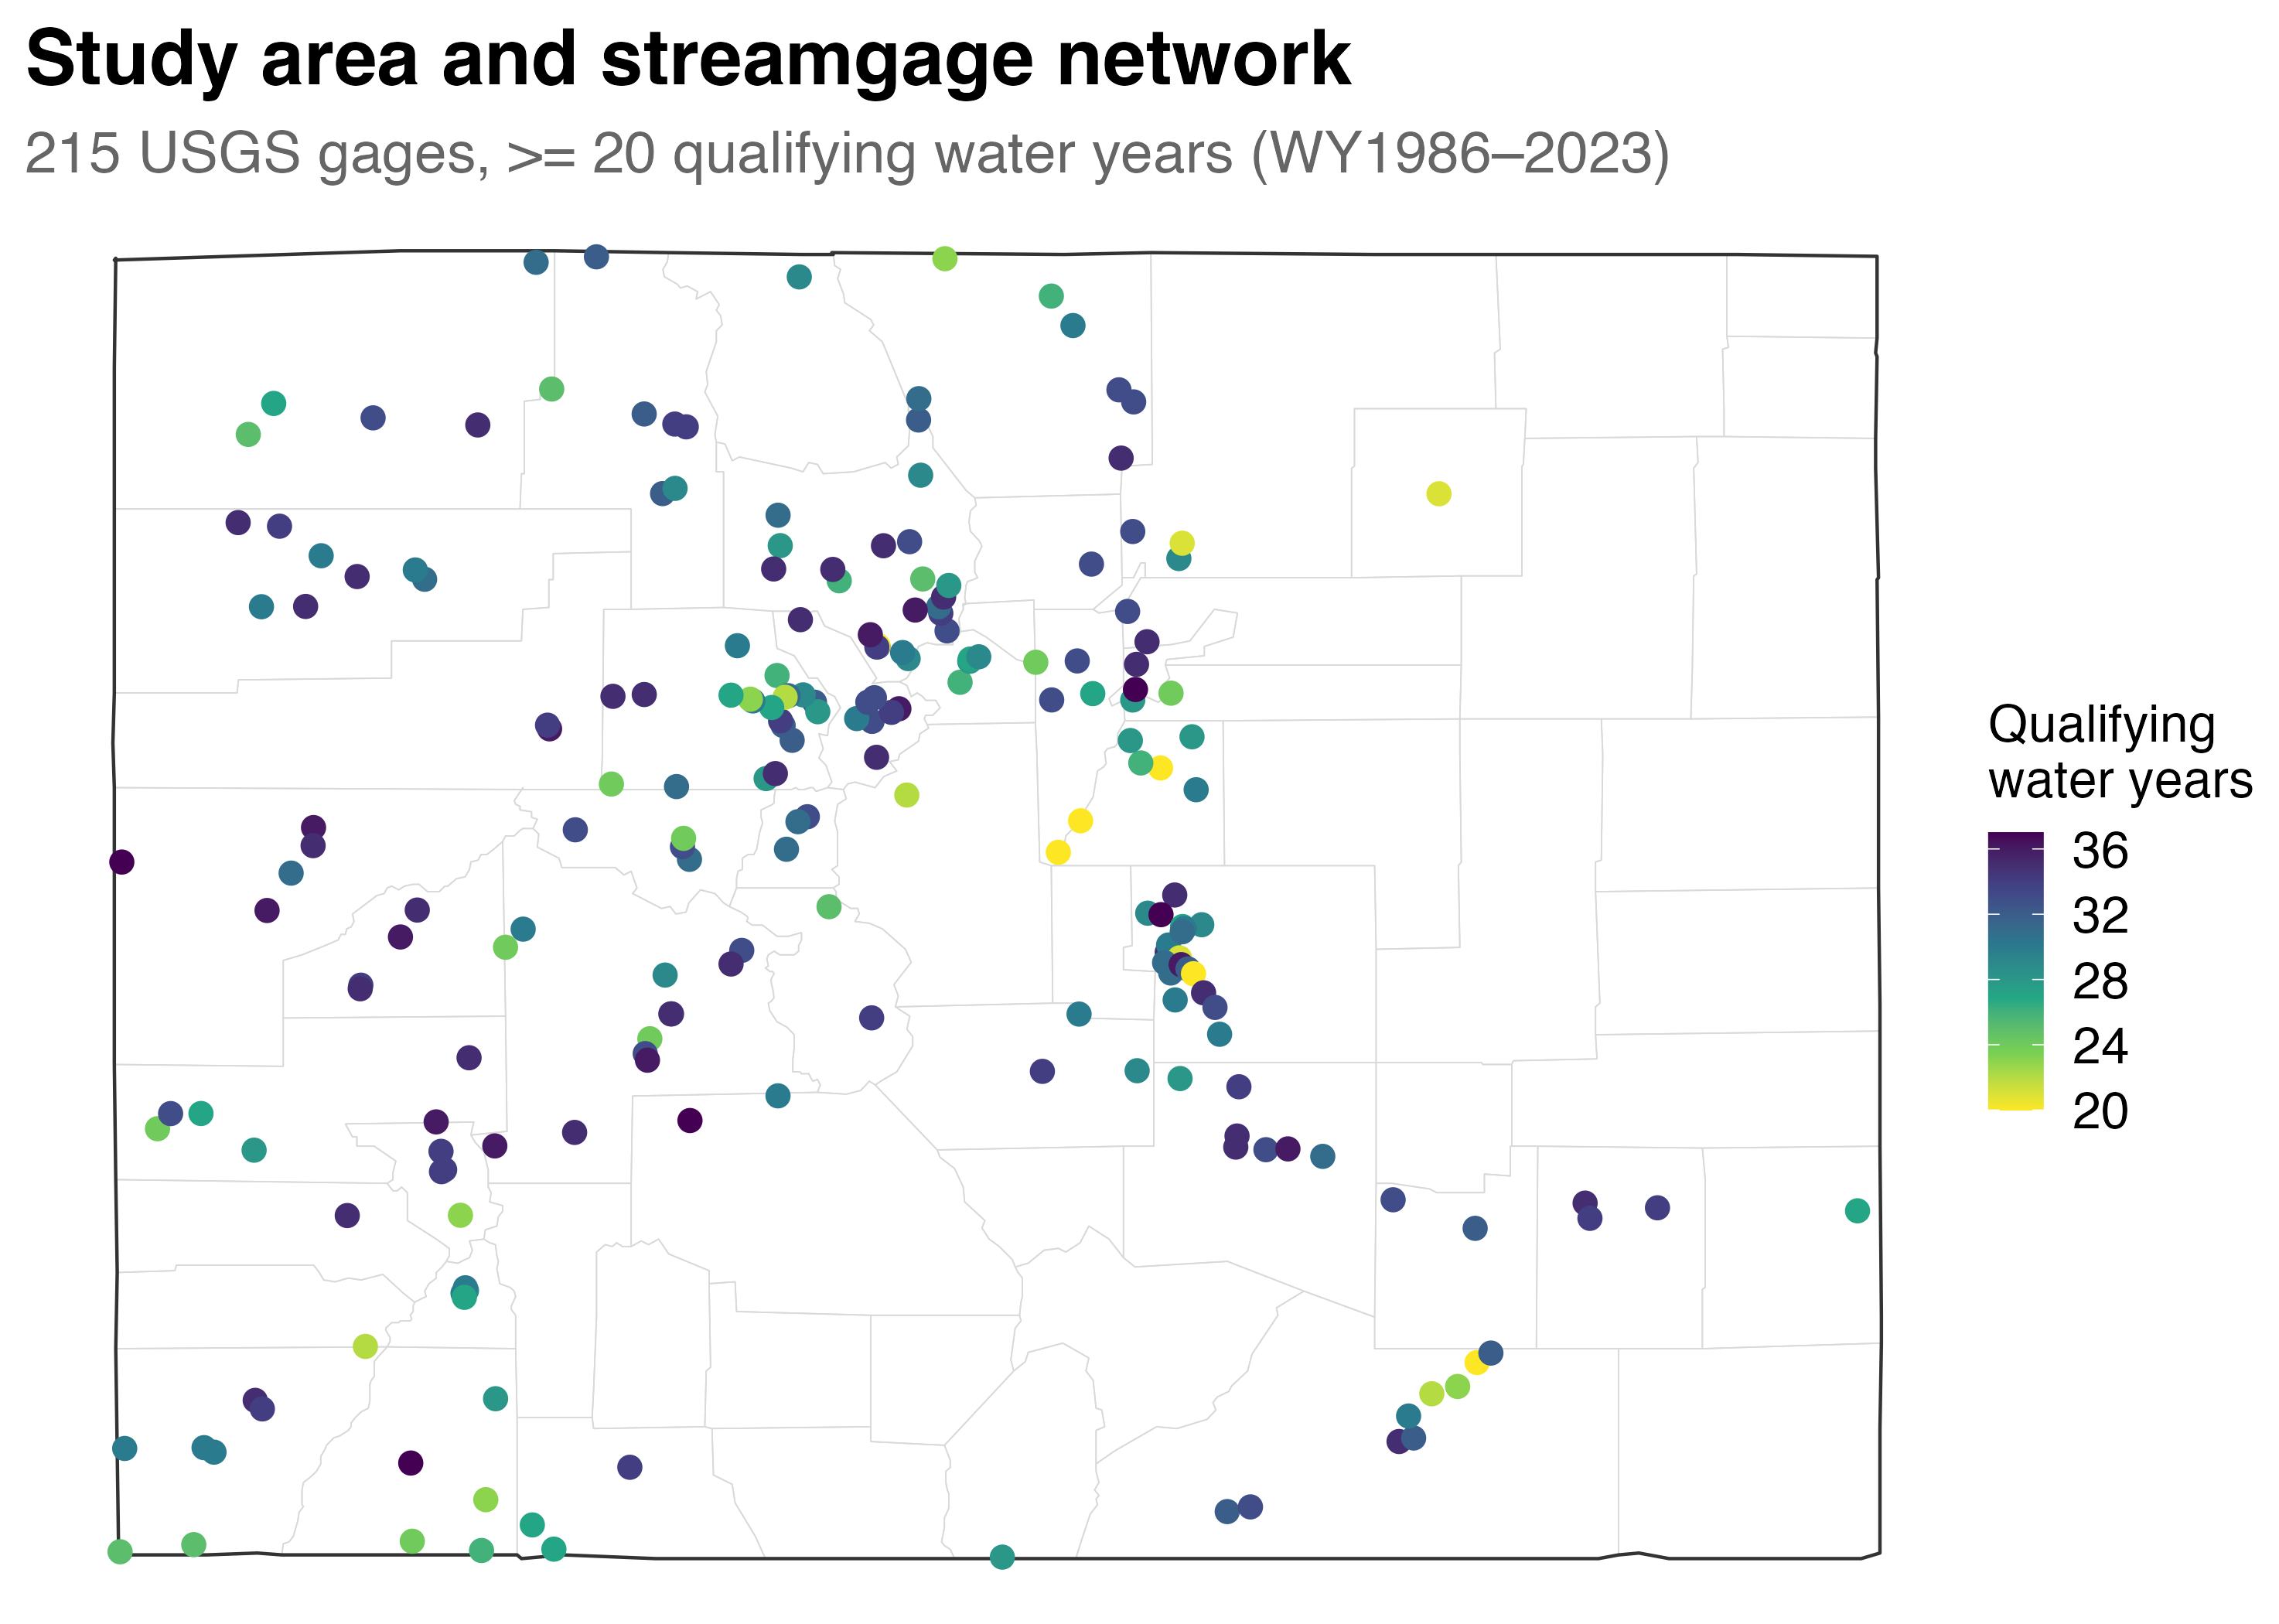 Study area and streamgage network
215 USGS gages, >= 20 qualifying water years (WY1986–2023)
Qualifying
water years
36
32
28
24
20